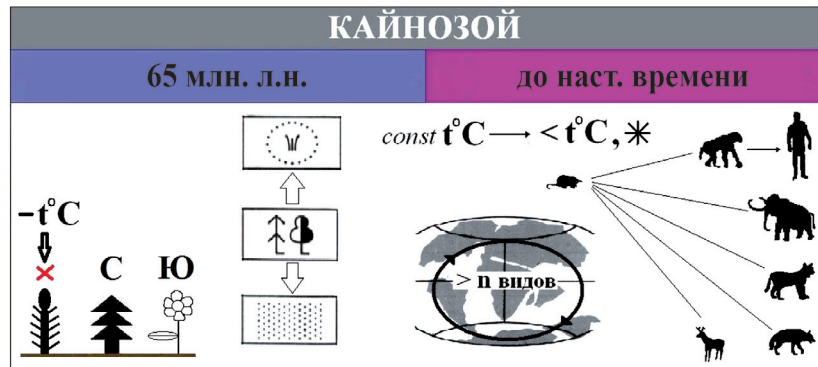 КАЙНОЗОЙ
65 млн. л.н.
до наст. времени
const t°C → < t°C, ✳
–t°C
С
Ю
> n видов